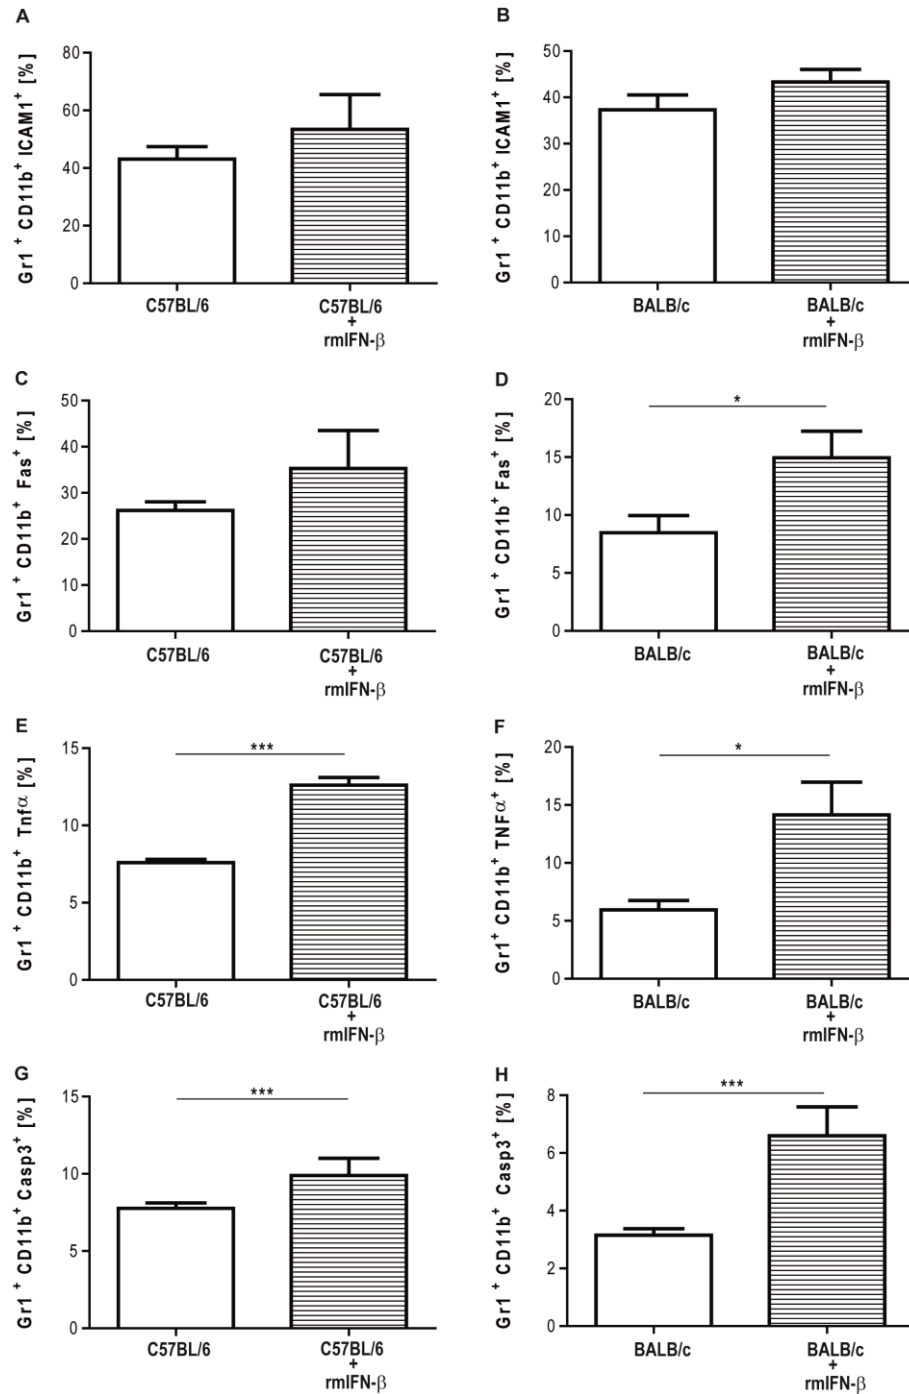 A
Gr1 + CD11b+ ICAM1+ [%]
80
60
40
20
0
C57BL/6
C57BL/6
+
rmIFN-β
B
Gr1 + CD11b+ ICAM1+ [%]
50
40
30
20
10
0
BALB/c
BALB/c
+
rmIFN-β
C
Gr1 + CD11b+ Fas+ [%]
50
40
30
20
10
0
C57BL/6
C57BL/6
+
rmIFN-β
D
Gr1 + CD11b+ Fas+ [%]
20
15
10
5
0
*
BALB/c
BALB/c
+
rmIFN-β
E
Gr1 + CD11b+ Tnfα [%]
15
10
5
0
***
C57BL/6
C57BL/6
+
rmIFN-β
F
Gr1+ CD11b+ TNFα+ [%]
20
15
10
5
0
*
BALB/c
BALB/c
+
rmIFN-β
G
Gr1 + CD11b+ Casp3+ [%]
15
10
5
0
***
C57BL/6
C57BL/6
+
rmIFN-β
H
Gr1 + CD11b+ Casp3+ [%]
8
6
4
2
0
***
BALB/c
BALB/c
+
rmIFN-β